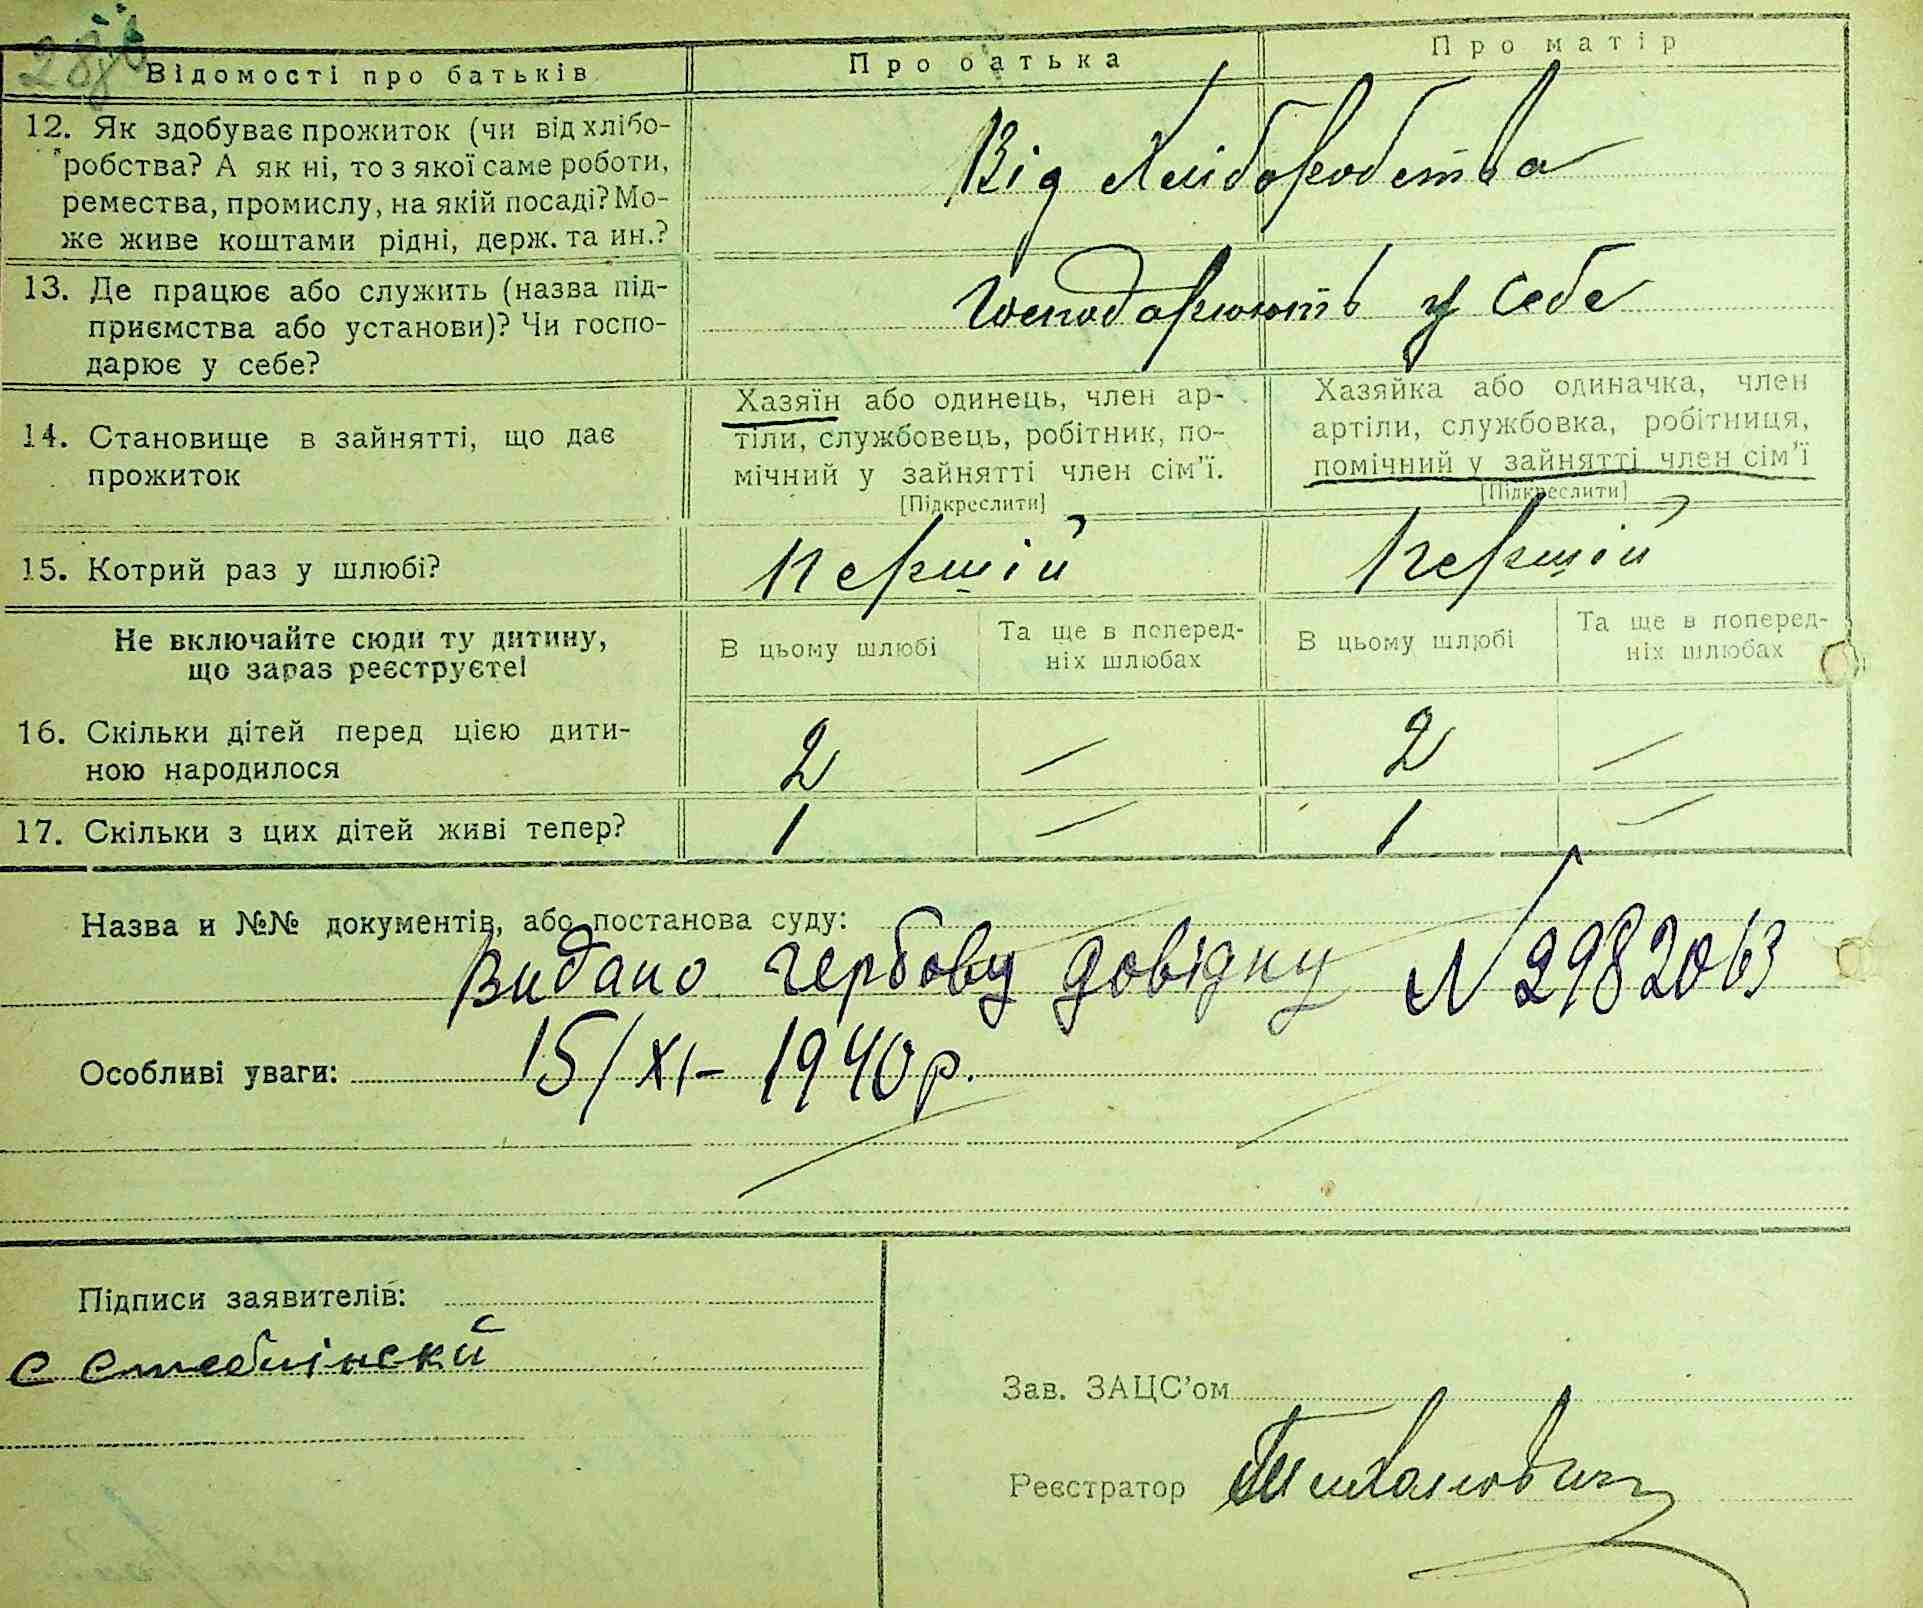 Відомості про батьків
Про батька
Про матір
12. Як здобуває прожиток (чи від хлібо-
робства? А як ні, то з якої саме роботи,
ремества, промислу, на якій посаді? Мо-
же живе коштами рідні, держ. та ин.?
Від Хліборобства
13. Де працює або служить (назва під-
приємства або установи)? Чи госпо-
дарює у себе?
Господарюють у себе
14. Становище в зайнятті, що дає
прожиток
Хазяїн або одинець, член ар-
тіли, службовець, робітник, по-
мічний у зайнятті член сім'ї.
[Підкреслити]
Хазяйка або одиначка, член
артіли, службовка, робітниця,
помічний у зайнятті член сім'ї
[Підкреслити]
15. Котрий раз у шлюбі?
Першій
Першій
Не включайте сюди ту дитину,
що зараз реєструєте!
В цьому шлюбі
Та ще в поперед-
ніх шлюбах
В цьому шлюбі
Та ще в поперед-
ніх шлюбах
16. Скільки дітей перед цією дити-
ною народилося
2 — 2 —
17. Скільки з цих дітей живі тепер?
1 — 1 —
Назва и №№ документів, або постанова суду:
Видано гербову довідку N 2982063
Особливі уваги: 15/XI – 1940 р.
Підписи заявителів:
С Стеблінский
Зав. ЗАЦС'ом
Реєстратор